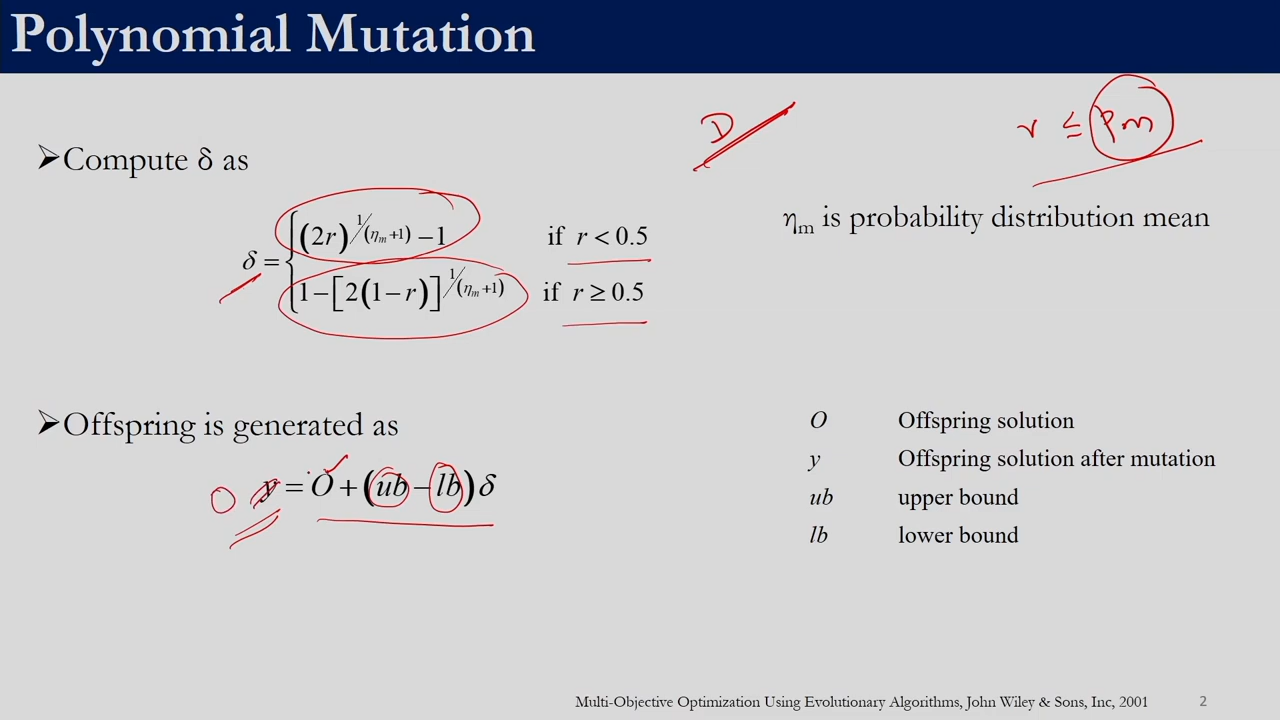 Polynomial Mutation
D
r ≤ pm
➢Compute δ as
ηm is probability distribution mean
δ = { (2r)^1/(ηm+1) − 1 if r < 0.5
1 − [2(1 − r)]^1/(ηm+1) if r ≥ 0.5
➢Offspring is generated as
O y = O + (ub − lb) δ
O Offspring solution
y Offspring solution after mutation
ub upper bound
lb lower bound
Multi-Objective Optimization Using Evolutionary Algorithms, John Wiley & Sons, Inc, 2001 2